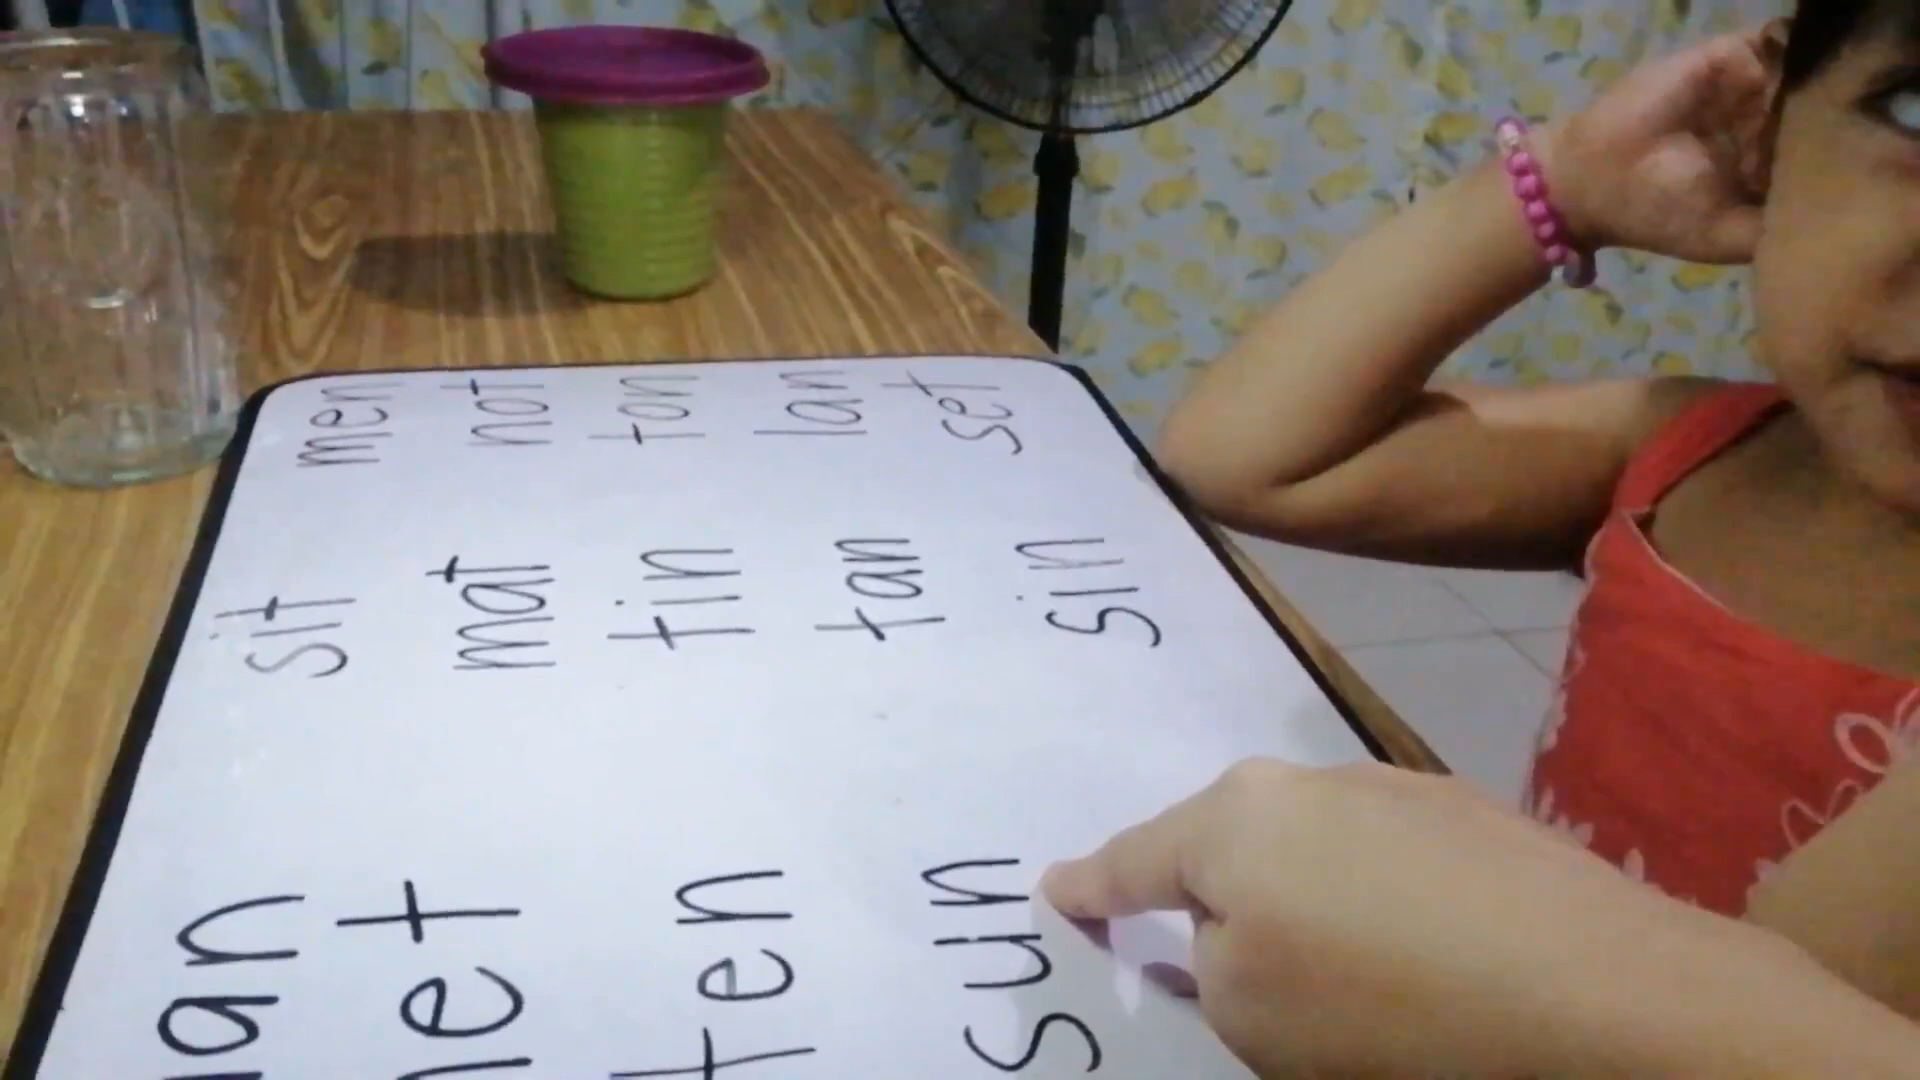 sit men
mat not
ten tin ton
sun tan lan
sin set